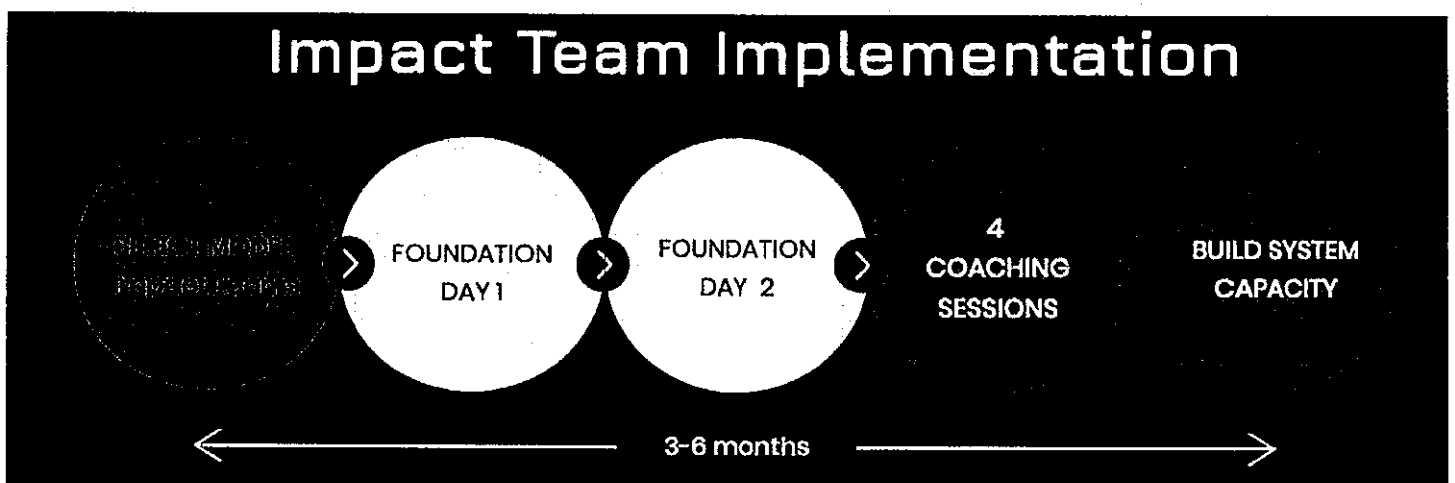 Impact Team Implementation
FOUNDATION
DAY 1
FOUNDATION
DAY 2
4
COACHING
SESSIONS
BUILD SYSTEM
CAPACITY
3-6 months